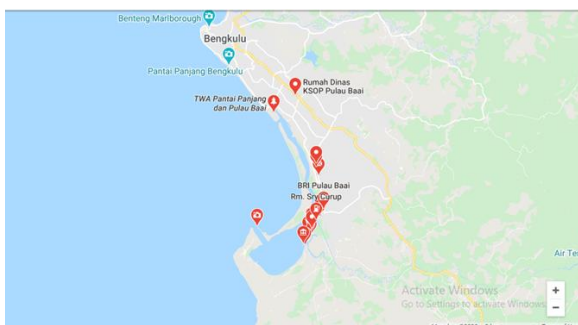 Benteng Marlborough
Bengkulu
Pantai Panjang
Bengkulu
Rumah Dinas
KSOP Pulau Baai
TWA Pantai Panjang
dan Pulau Baai
BRI Pulau Baai
Rm. Sry Curup
Air Te
Activate Windows
Go to Settings to activate Windows